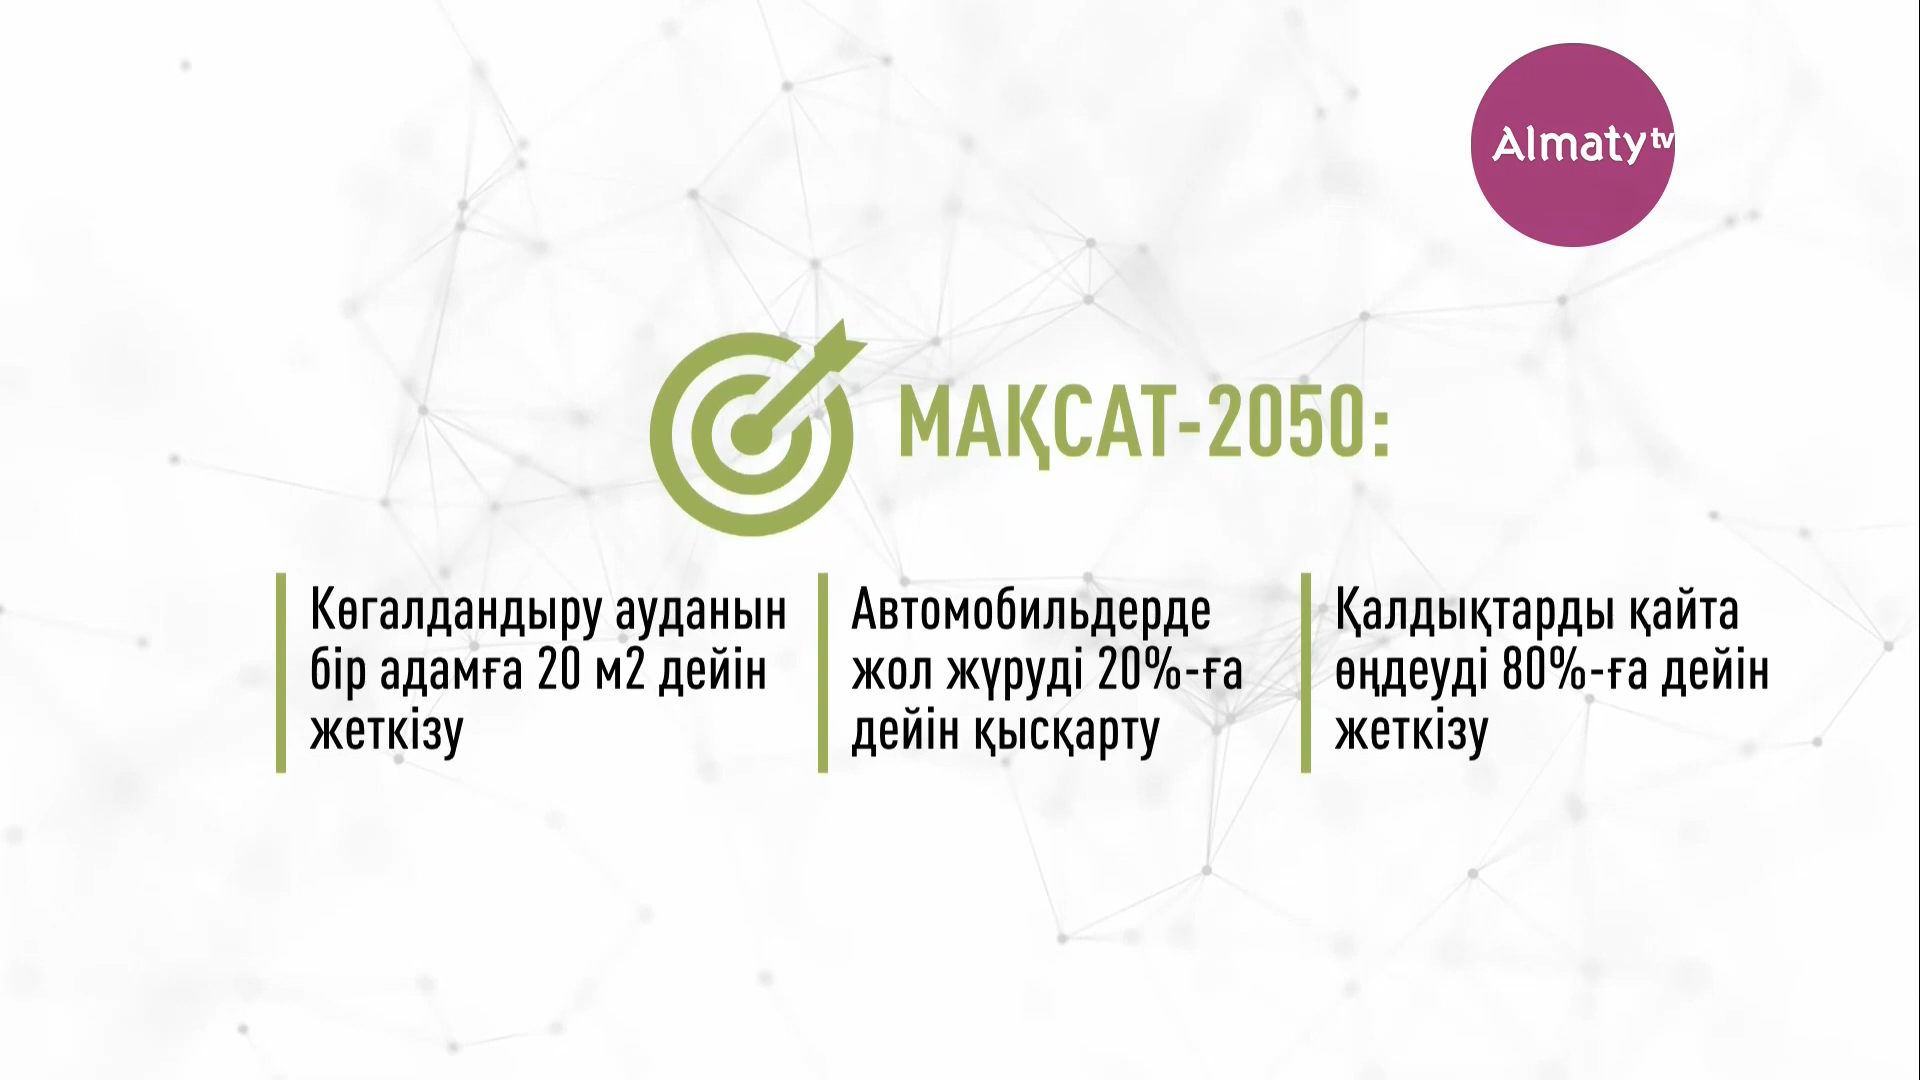 Almaty tv
МАҚСАТ-2050:
Көгалдандыру ауданын
бір адамға 20 м2 дейін
жеткізу
Автомобильдерде
жол жүруді 20%-ға
дейін қысқарту
Қалдықтарды қайта
өңдеуді 80%-ға дейін
жеткізу